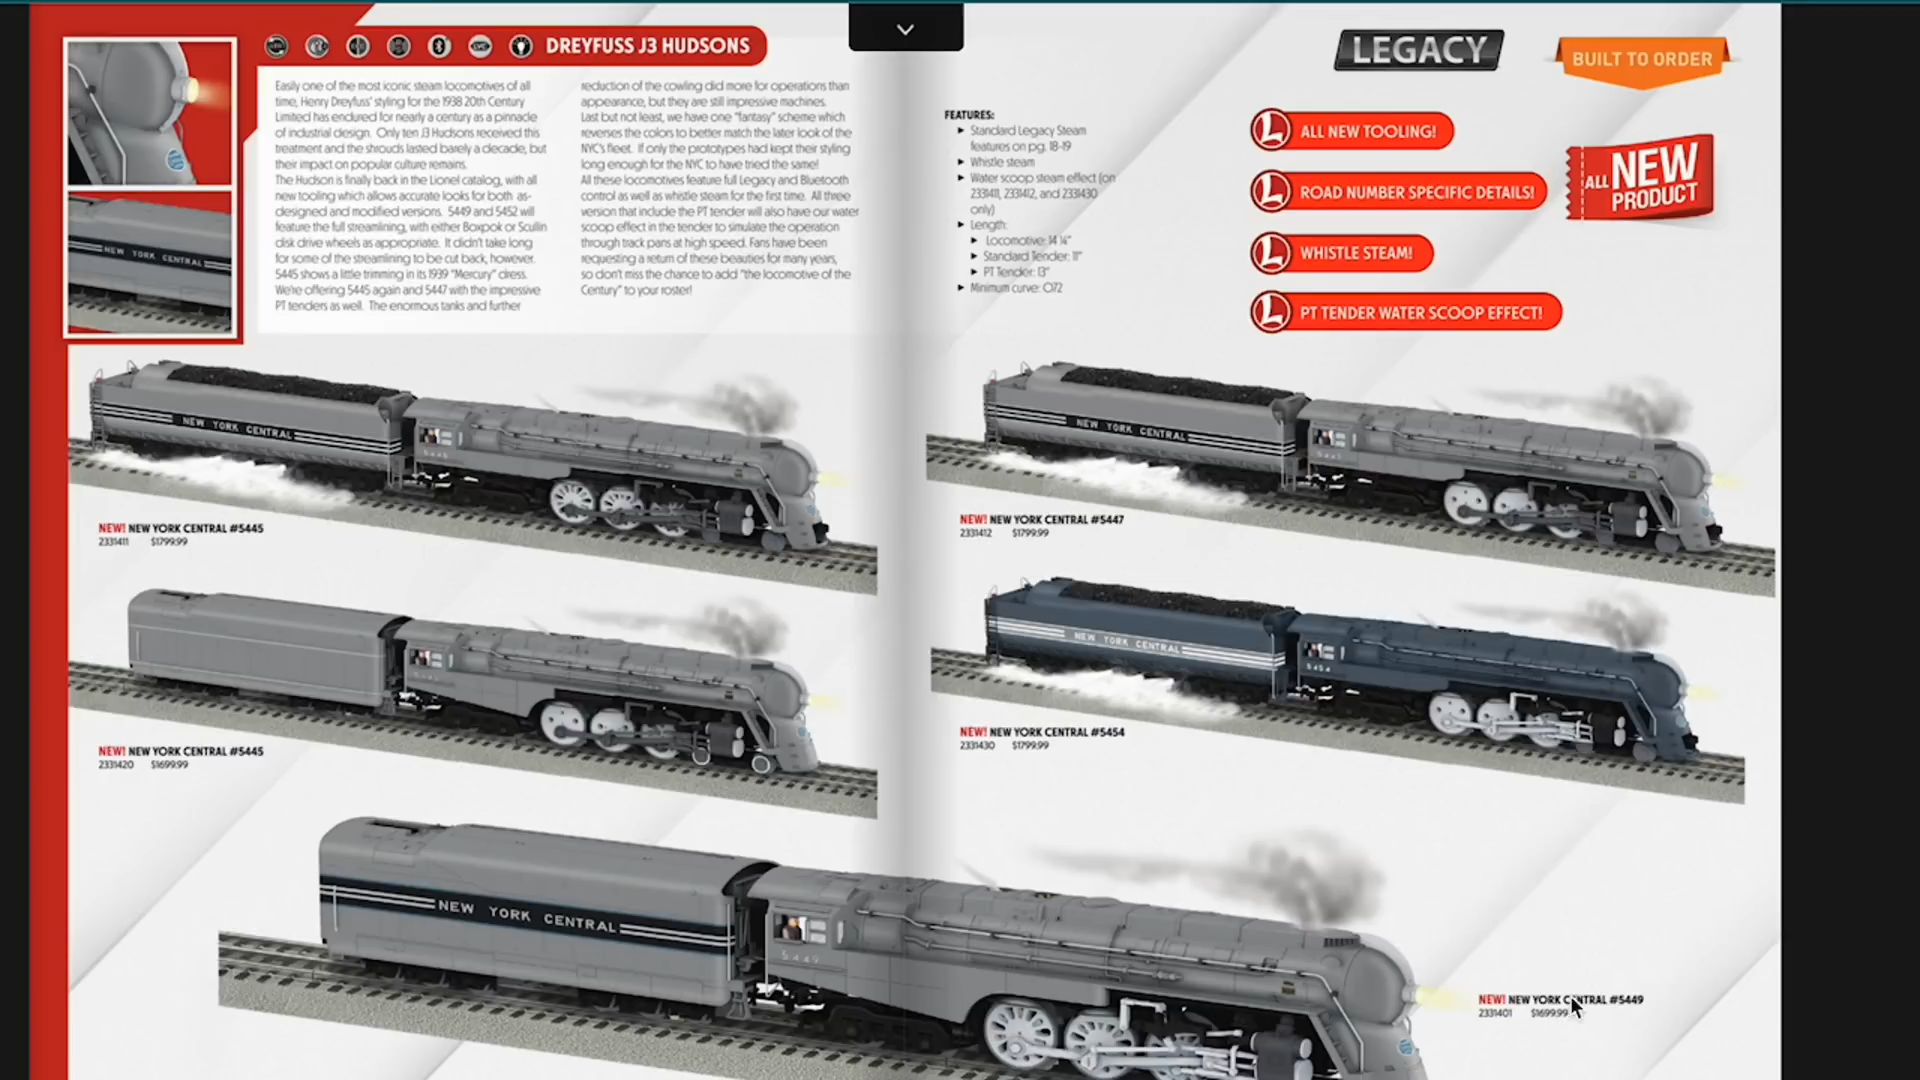 DREYFUSS J3 HUDSONS
Easily one of the most iconic steam locomotives of all
time, Henry Dreyfuss' styling for the 1938 20th Century
Limited has endured for nearly a century as a pinnacle
of industrial design. Only ten J3 Hudsons received this
treatment and the shrouds lasted barely a decade, but
their impact on popular culture remains.
The Hudson is finally back in the Lionel catalog, with all
new tooling which allows accurate looks for both as-
designed and modified versions. 5449 and 5452 will
feature the full streamlining, with either Boxpok or Scullin
disk drive wheels as appropriate. It didn't take long
for some of the streamlining to be cut back, however.
5445 shows a little trimming in its 1939 "Mercury" dress.
We're offering 5445 again and 5447 with the impressive
PT tenders as well. The enormous tanks and further
reduction of the cowling did more for operations than
appearance, but they are still impressive machines.
Last but not least, we have one "fantasy" scheme which
reverses the colors to better match the later look of the
NYC's fleet. If only the prototypes had kept their styling
long enough for the NYC to have tried the same!
All these locomotives feature full Legacy and Bluetooth
control as well as whistle steam for the first time. All three
version that include the PT tender will also have our water
scoop effect in the tender to simulate the operation
through track pans at high speed. Fans have been
requesting a return of these beauties for many years,
so don't miss the chance to add "the locomotive of the
Century" to your roster!
FEATURES:
Standard Legacy Steam
features on pg. 18-19
Whistle steam
Water scoop steam effect (on
2331411, 2331412, and 2331430
only)
Length:
Locomotive: 14 ¼"
Standard Tender: 11"
PT Tender: 13"
Minimum curve: O72
LEGACY
BUILT TO ORDER
L ALL NEW TOOLING!
L ROAD NUMBER SPECIFIC DETAILS!
L WHISTLE STEAM!
L PT TENDER WATER SCOOP EFFECT!
ALL NEW
PRODUCT
NEW YORK CENTRAL
NEW YORK CENTRAL
NEW! NEW YORK CENTRAL #5445
2331411 $1799.99
NEW YORK CENTRAL
NEW! NEW YORK CENTRAL #5447
2331412 $1799.99
NEW! NEW YORK CENTRAL #5445
2331420 $1699.99
NEW YORK CENTRAL
5454
NEW! NEW YORK CENTRAL #5454
2331430 $1799.99
NEW YORK CENTRAL
5449
NEW! NEW YORK CENTRAL #5449
2331401 $1699.99